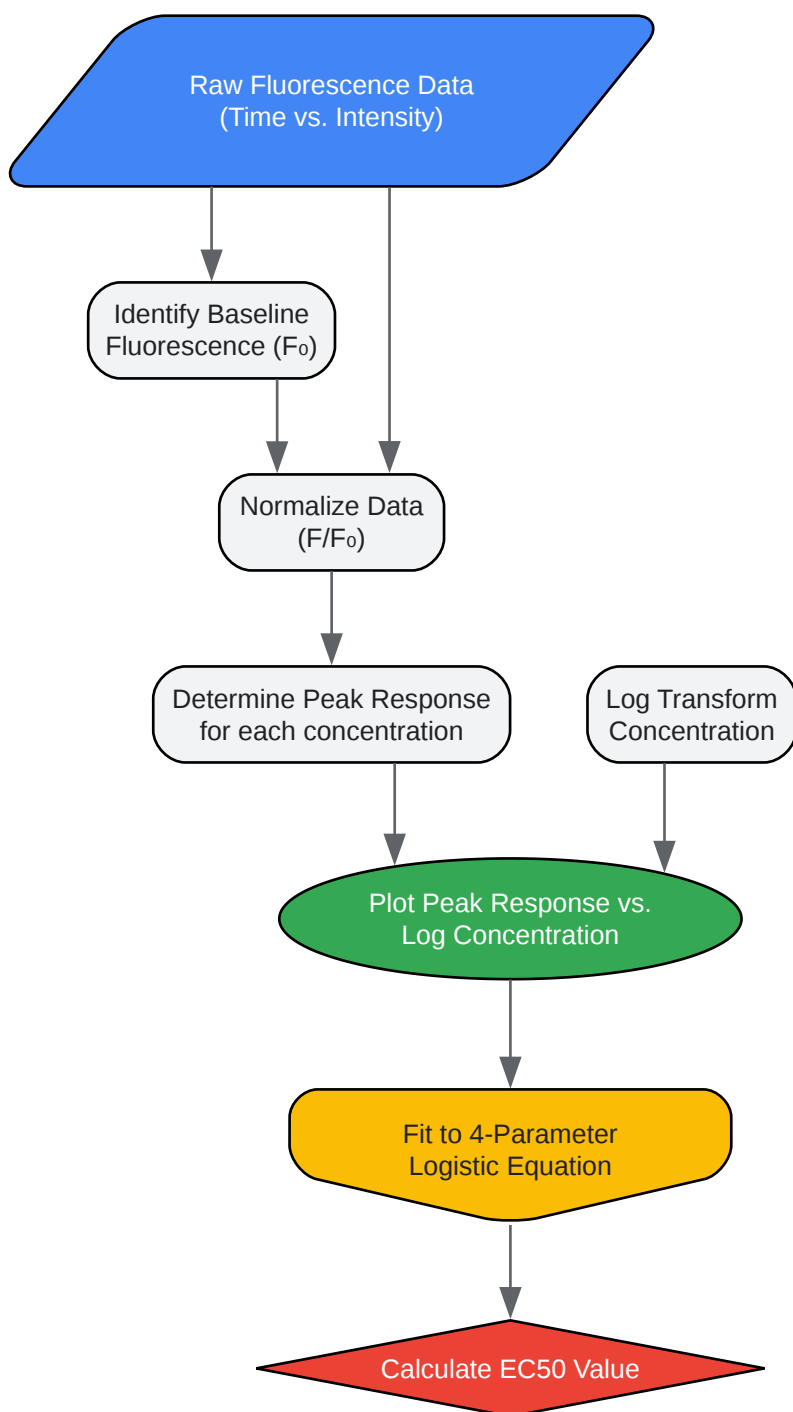 Raw Fluorescence Data
(Time vs. Intensity)
Identify Baseline
Fluorescence (F₀)
Normalize Data
(F/F₀)
Determine Peak Response
for each concentration
Log Transform
Concentration
Plot Peak Response vs.
Log Concentration
Fit to 4-Parameter
Logistic Equation
Calculate EC50 Value